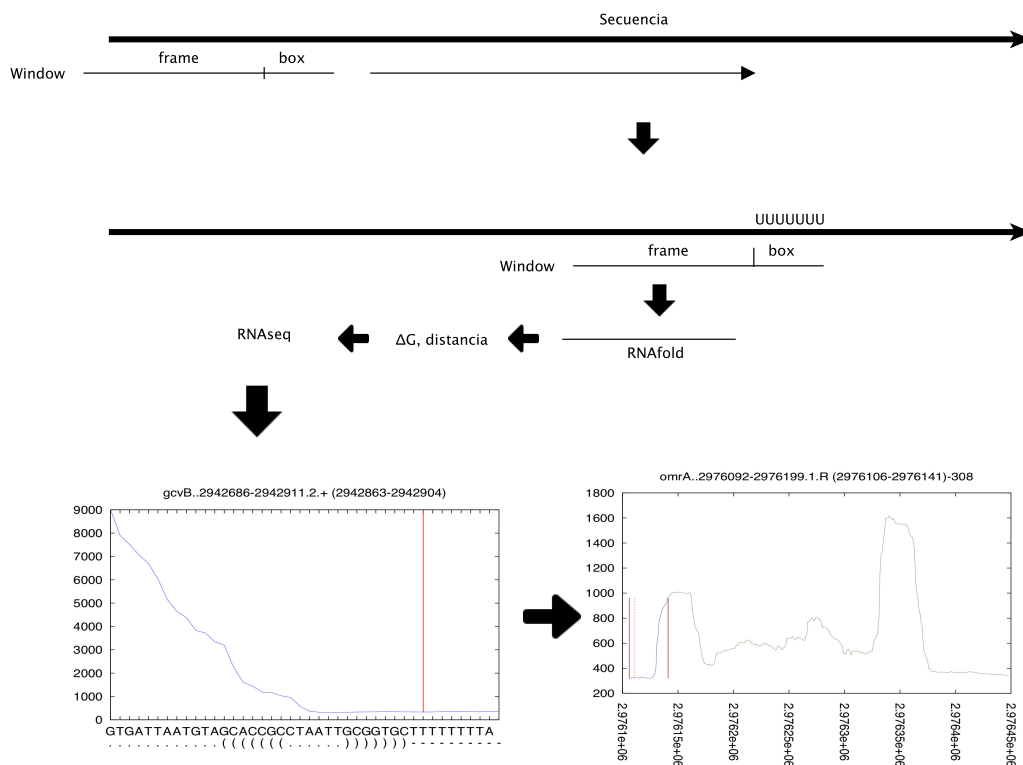 Secuencia
frame box
Window
UUUUUUU
frame box
Window
RNAseq ΔG, distancia
RNAfold
gcvB..2942686-2942911.2.+ (2942863-2942904)
9000
8000
7000
6000
5000
4000
3000
2000
1000
0
GTGATTAATGTAGCACCGCCTAATTGCGGTGCTTTTTTTTA
............(((((((......)))))))---------
omrA..2976092-2976199.1.R (2976106-2976141)-308
1800
1600
1400
1200
1000
800
600
400
200
2.9761e+06
2.97615e+06
2.9762e+06
2.97625e+06
2.9763e+06
2.97635e+06
2.9764e+06
2.97645e+06